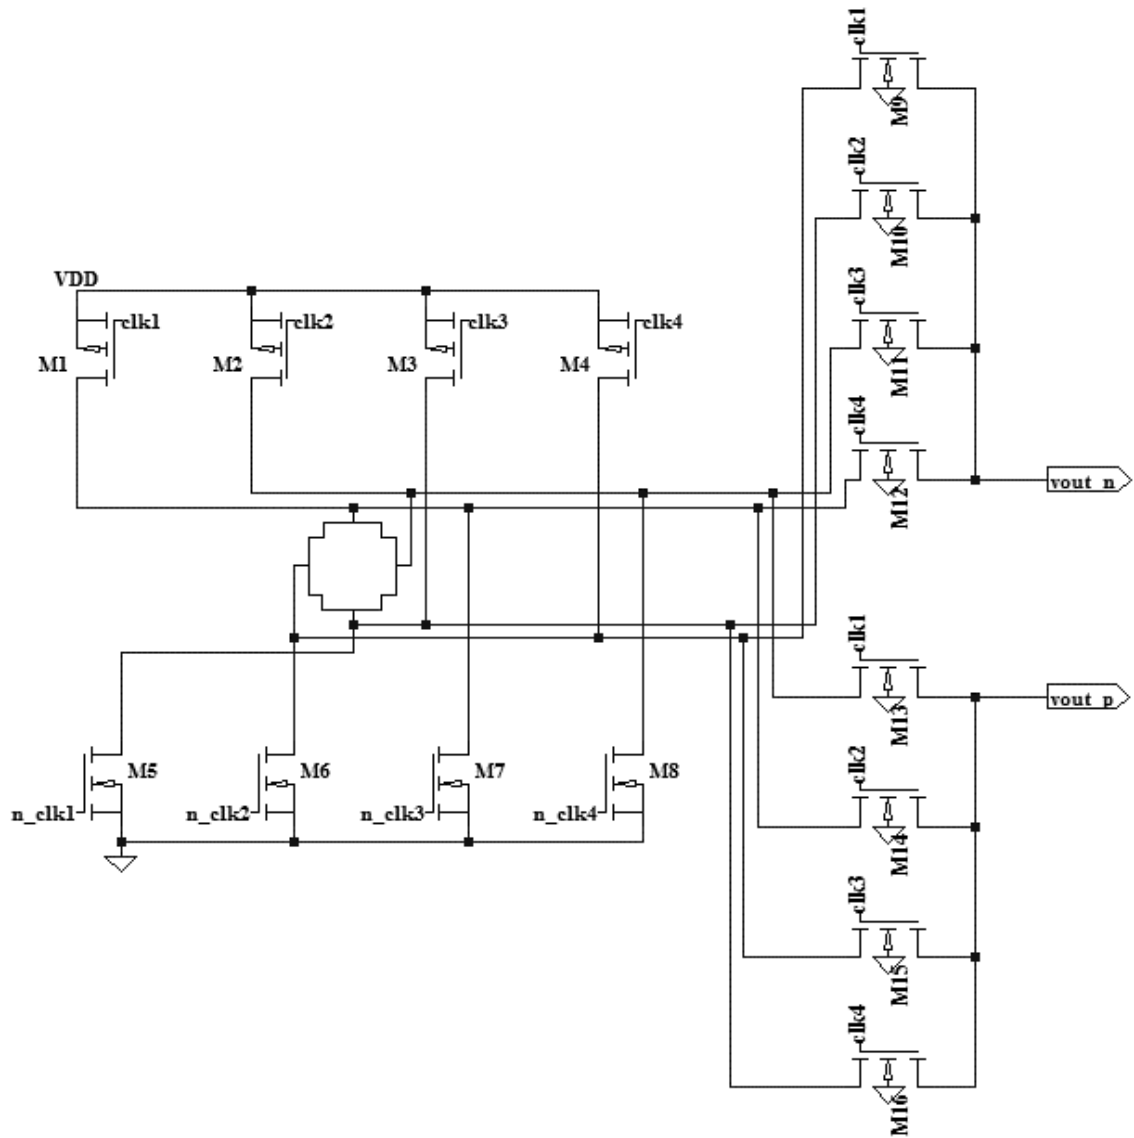 clk1
M9
clk2
M10
VDD
clk3
clk1
clk2
clk3
clk4
M1
M2
M3
M4
M11
clk4
M12
vout_n
clk1
M13
vout_p
M5
M6
M7
M8
clk2
n_clk1
n_clk2
n_clk3
n_clk4
M14
clk3
M15
clk4
M16